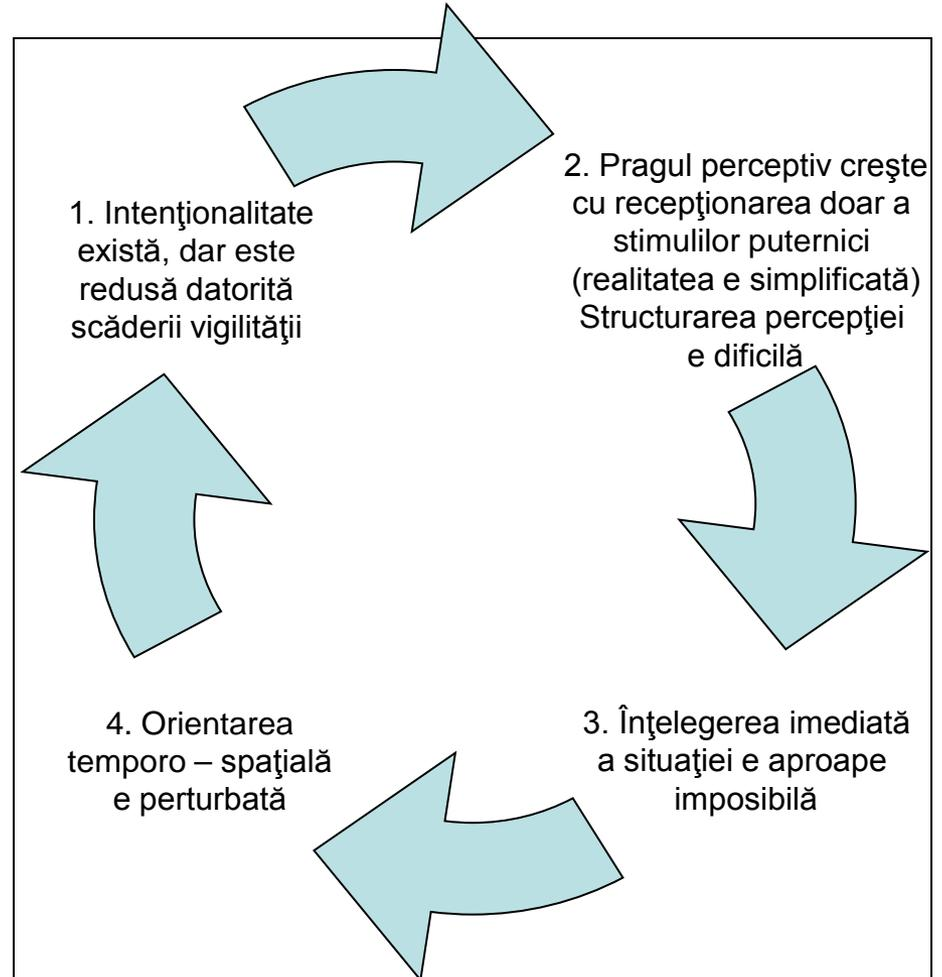 1. Intenţionalitate
există, dar este
redusă datorită
scăderii vigilităţii
2. Pragul perceptiv creşte
cu recepţionarea doar a
stimulilor puternici
(realitatea e simplificată)
Structurarea percepţiei
e dificilă
3. Înţelegerea imediată
a situaţiei e aproape
imposibilă
4. Orientarea
temporo – spaţială
e perturbată